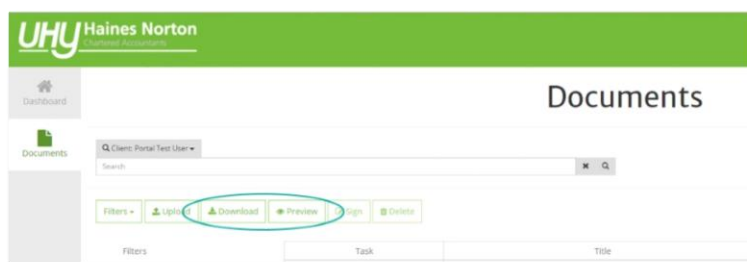 UHY Haines Norton
Chartered Accountants
Dashboard
Documents
Documents
Client: Portal Test User
Search
Filters Upload Download Preview Sign Delete
Filters Task Title